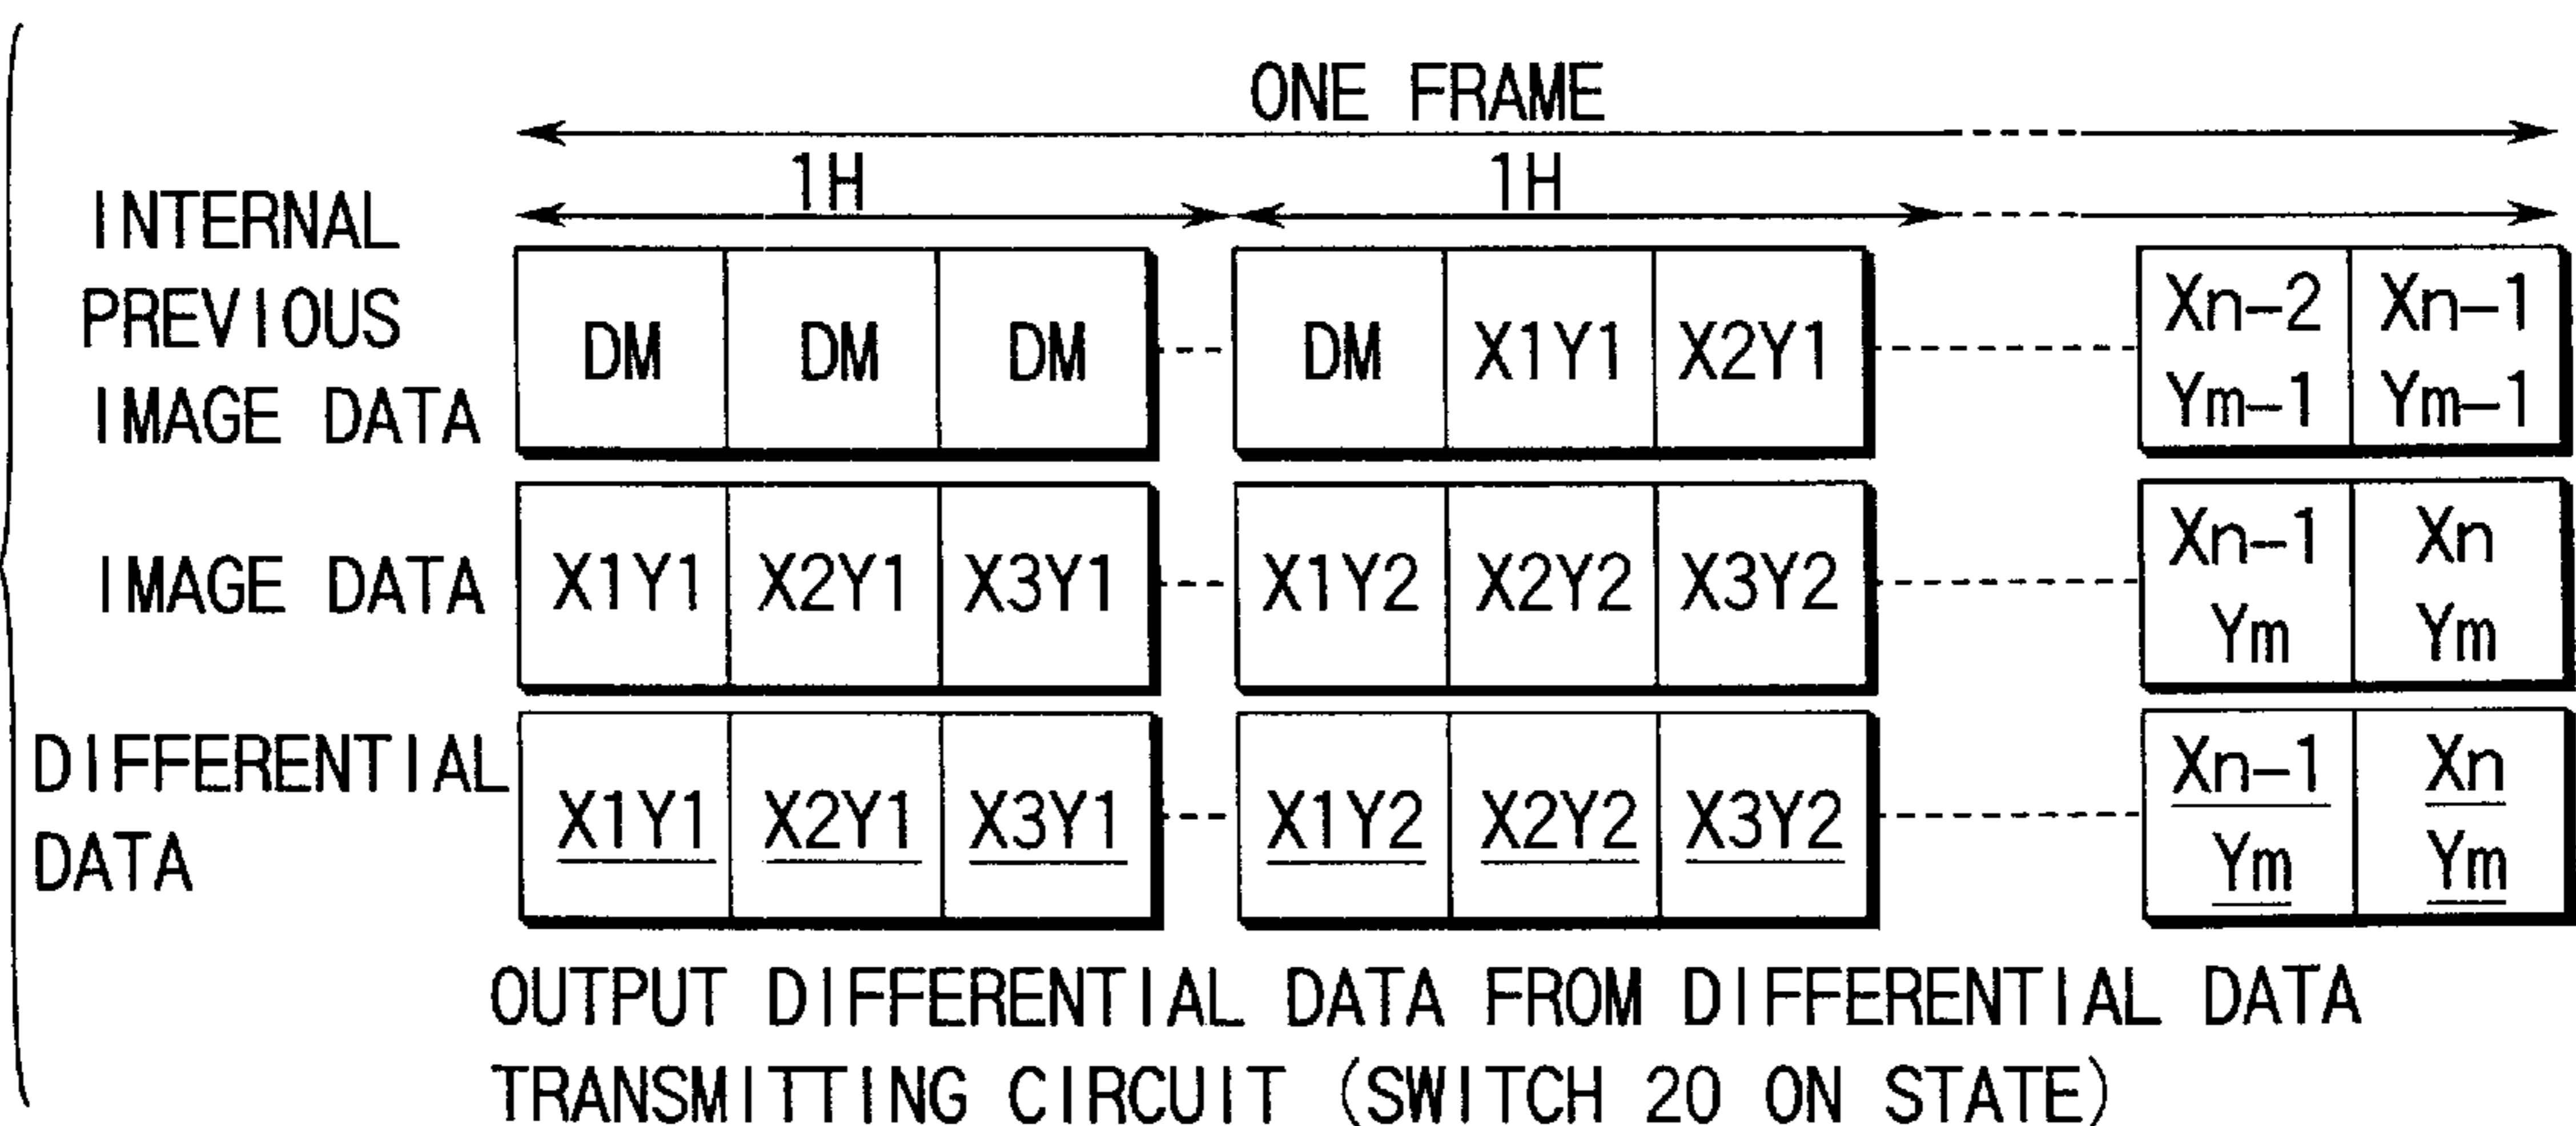 ONE FRAME
1H 1H
INTERNAL
PREVIOUS
IMAGE DATA
DM DM DM DM X1Y1 X2Y1 Xn-2 Xn-1
Ym-1 Ym-1
IMAGE DATA X1Y1 X2Y1 X3Y1 X1Y2 X2Y2 X3Y2 Xn-1 Xn
Ym Ym
DIFFERENTIAL
DATA
X1Y1 X2Y1 X3Y1 X1Y2 X2Y2 X3Y2 Xn-1 Xn
Ym Ym
OUTPUT DIFFERENTIAL DATA FROM DIFFERENTIAL DATA
TRANSMITTING CIRCUIT (SWITCH 20 ON STATE)